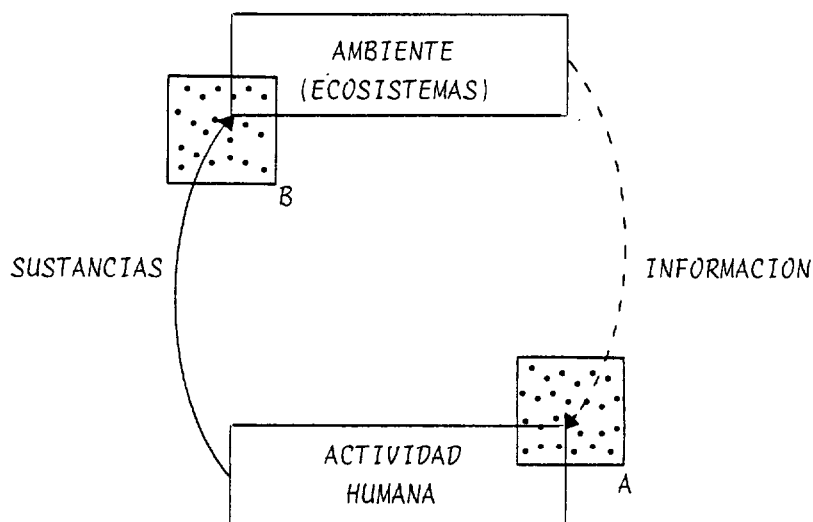 AMBIENTE
(ECOSISTEMAS)
B
SUSTANCIAS
INFORMACION
ACTIVIDAD
HUMANA
A